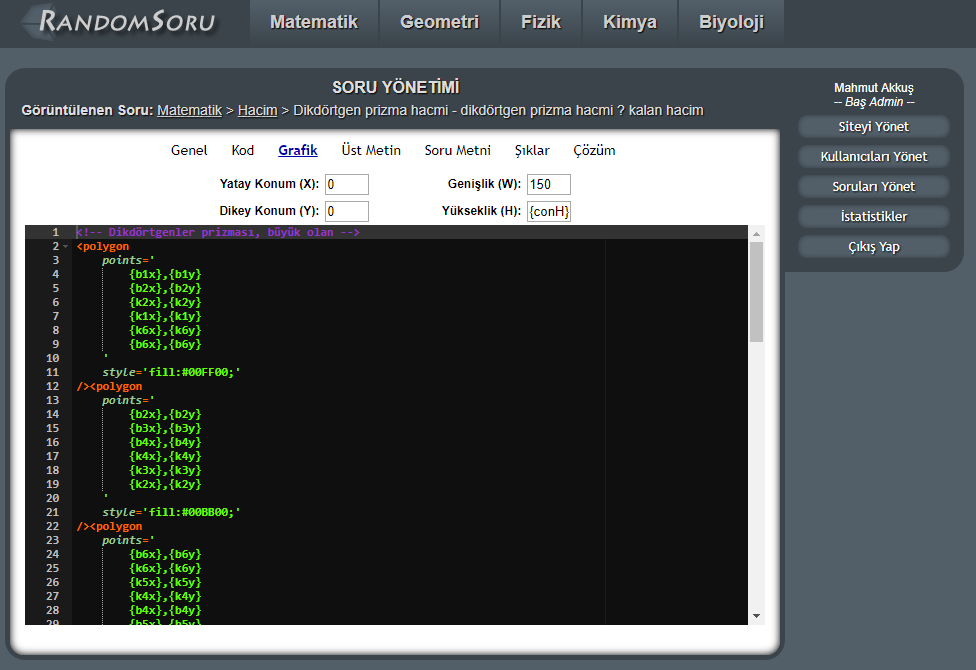 RANDOMSORU
Matematik Geometri Fizik Kimya Biyoloji
SORU YÖNETİMİ
Görüntülenen Soru: Matematik > Hacim > Dikdörtgen prizma hacmi - dikdörtgen prizma hacmi ? kalan hacim
Genel Kod Grafik Üst Metin Soru Metni Şıklar Çözüm
Yatay Konum (X): 0 Genişlik (W): 150
Dikey Konum (Y): 0 Yükseklik (H): {conH}
1 <!-- Dikdörtgenler prizması, büyük olan -->
2 <polygon
3 points='
4 {b1x},{b1y}
5 {b2x},{b2y}
6 {k2x},{k2y}
7 {k1x},{k1y}
8 {k6x},{k6y}
9 {b6x},{b6y}
10 '
11 style='fill:#00FF00;'
12 /><polygon
13 points='
14 {b2x},{b2y}
15 {b3x},{b3y}
16 {b4x},{b4y}
17 {k4x},{k4y}
18 {k3x},{k3y}
19 {k2x},{k2y}
20 '
21 style='fill:#00BB00;'
22 /><polygon
23 points='
24 {b6x},{b6y}
25 {k6x},{k6y}
26 {k5x},{k5y}
27 {k4x},{k4y}
28 {b4x},{b4y}
29 {b5x},{b5y}
Mahmut Akkuş
-- Baş Admin --
Siteyi Yönet
Kullanıcıları Yönet
Soruları Yönet
İstatistikler
Çıkış Yap